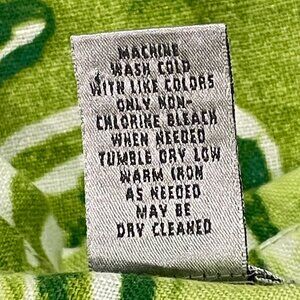 MACHINE
WASH COLD
WITH LIKE COLORS
ONLY NON-
CHLORINE BLEACH
WHEN NEEDED
TUMBLE DRY LOW
WARM IRON
AS NEEDED
MAY BE
DRY CLEANED